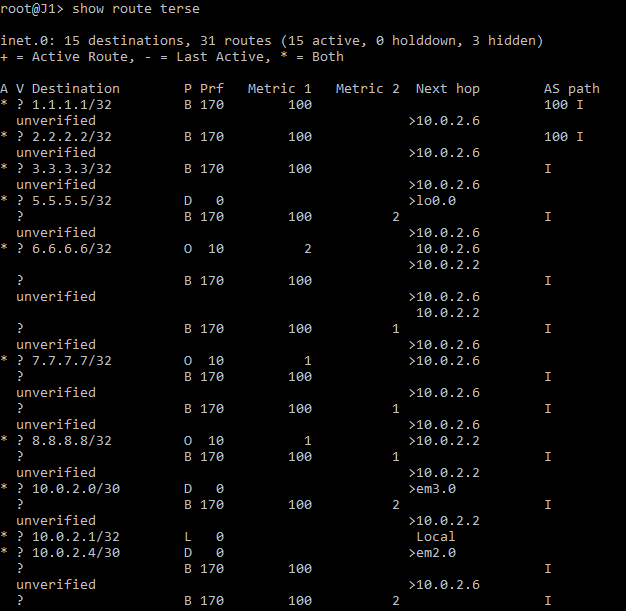 root@J1> show route terse
inet.0: 15 destinations, 31 routes (15 active, 0 holddown, 3 hidden)
+ = Active Route, - = Last Active, * = Both
A V Destination        P Prf   Metric 1   Metric 2  Next hop        AS path
* ? 1.1.1.1/32         B 170        100                             100 I
  unverified                                       >10.0.2.6
* ? 2.2.2.2/32         B 170        100                             100 I
  unverified                                       >10.0.2.6
* ? 3.3.3.3/32         B 170        100                             I
  unverified                                       >10.0.2.6
* ? 5.5.5.5/32         D   0                       >lo0.0
  ?                    B 170        100          2                  I
  unverified                                       >10.0.2.6
* ? 6.6.6.6/32         O  10          2             10.0.2.6
                                                   >10.0.2.2
  ?                    B 170        100                             I
  unverified                                       >10.0.2.6
                                                    10.0.2.2
  ?                    B 170        100          1                  I
  unverified                                       >10.0.2.6
* ? 7.7.7.7/32         O  10          1            >10.0.2.6
  ?                    B 170        100                             I
  unverified                                       >10.0.2.6
  ?                    B 170        100          1                  I
  unverified                                       >10.0.2.6
* ? 8.8.8.8/32         O  10          1            >10.0.2.2
  ?                    B 170        100          1                  I
  unverified                                       >10.0.2.2
* ? 10.0.2.0/30        D   0                       >em3.0
  ?                    B 170        100          2                  I
  unverified                                       >10.0.2.2
* ? 10.0.2.1/32        L   0                        Local
* ? 10.0.2.4/30        D   0                       >em2.0
  ?                    B 170        100                             I
  unverified                                       >10.0.2.6
  ?                    B 170        100          2                  I